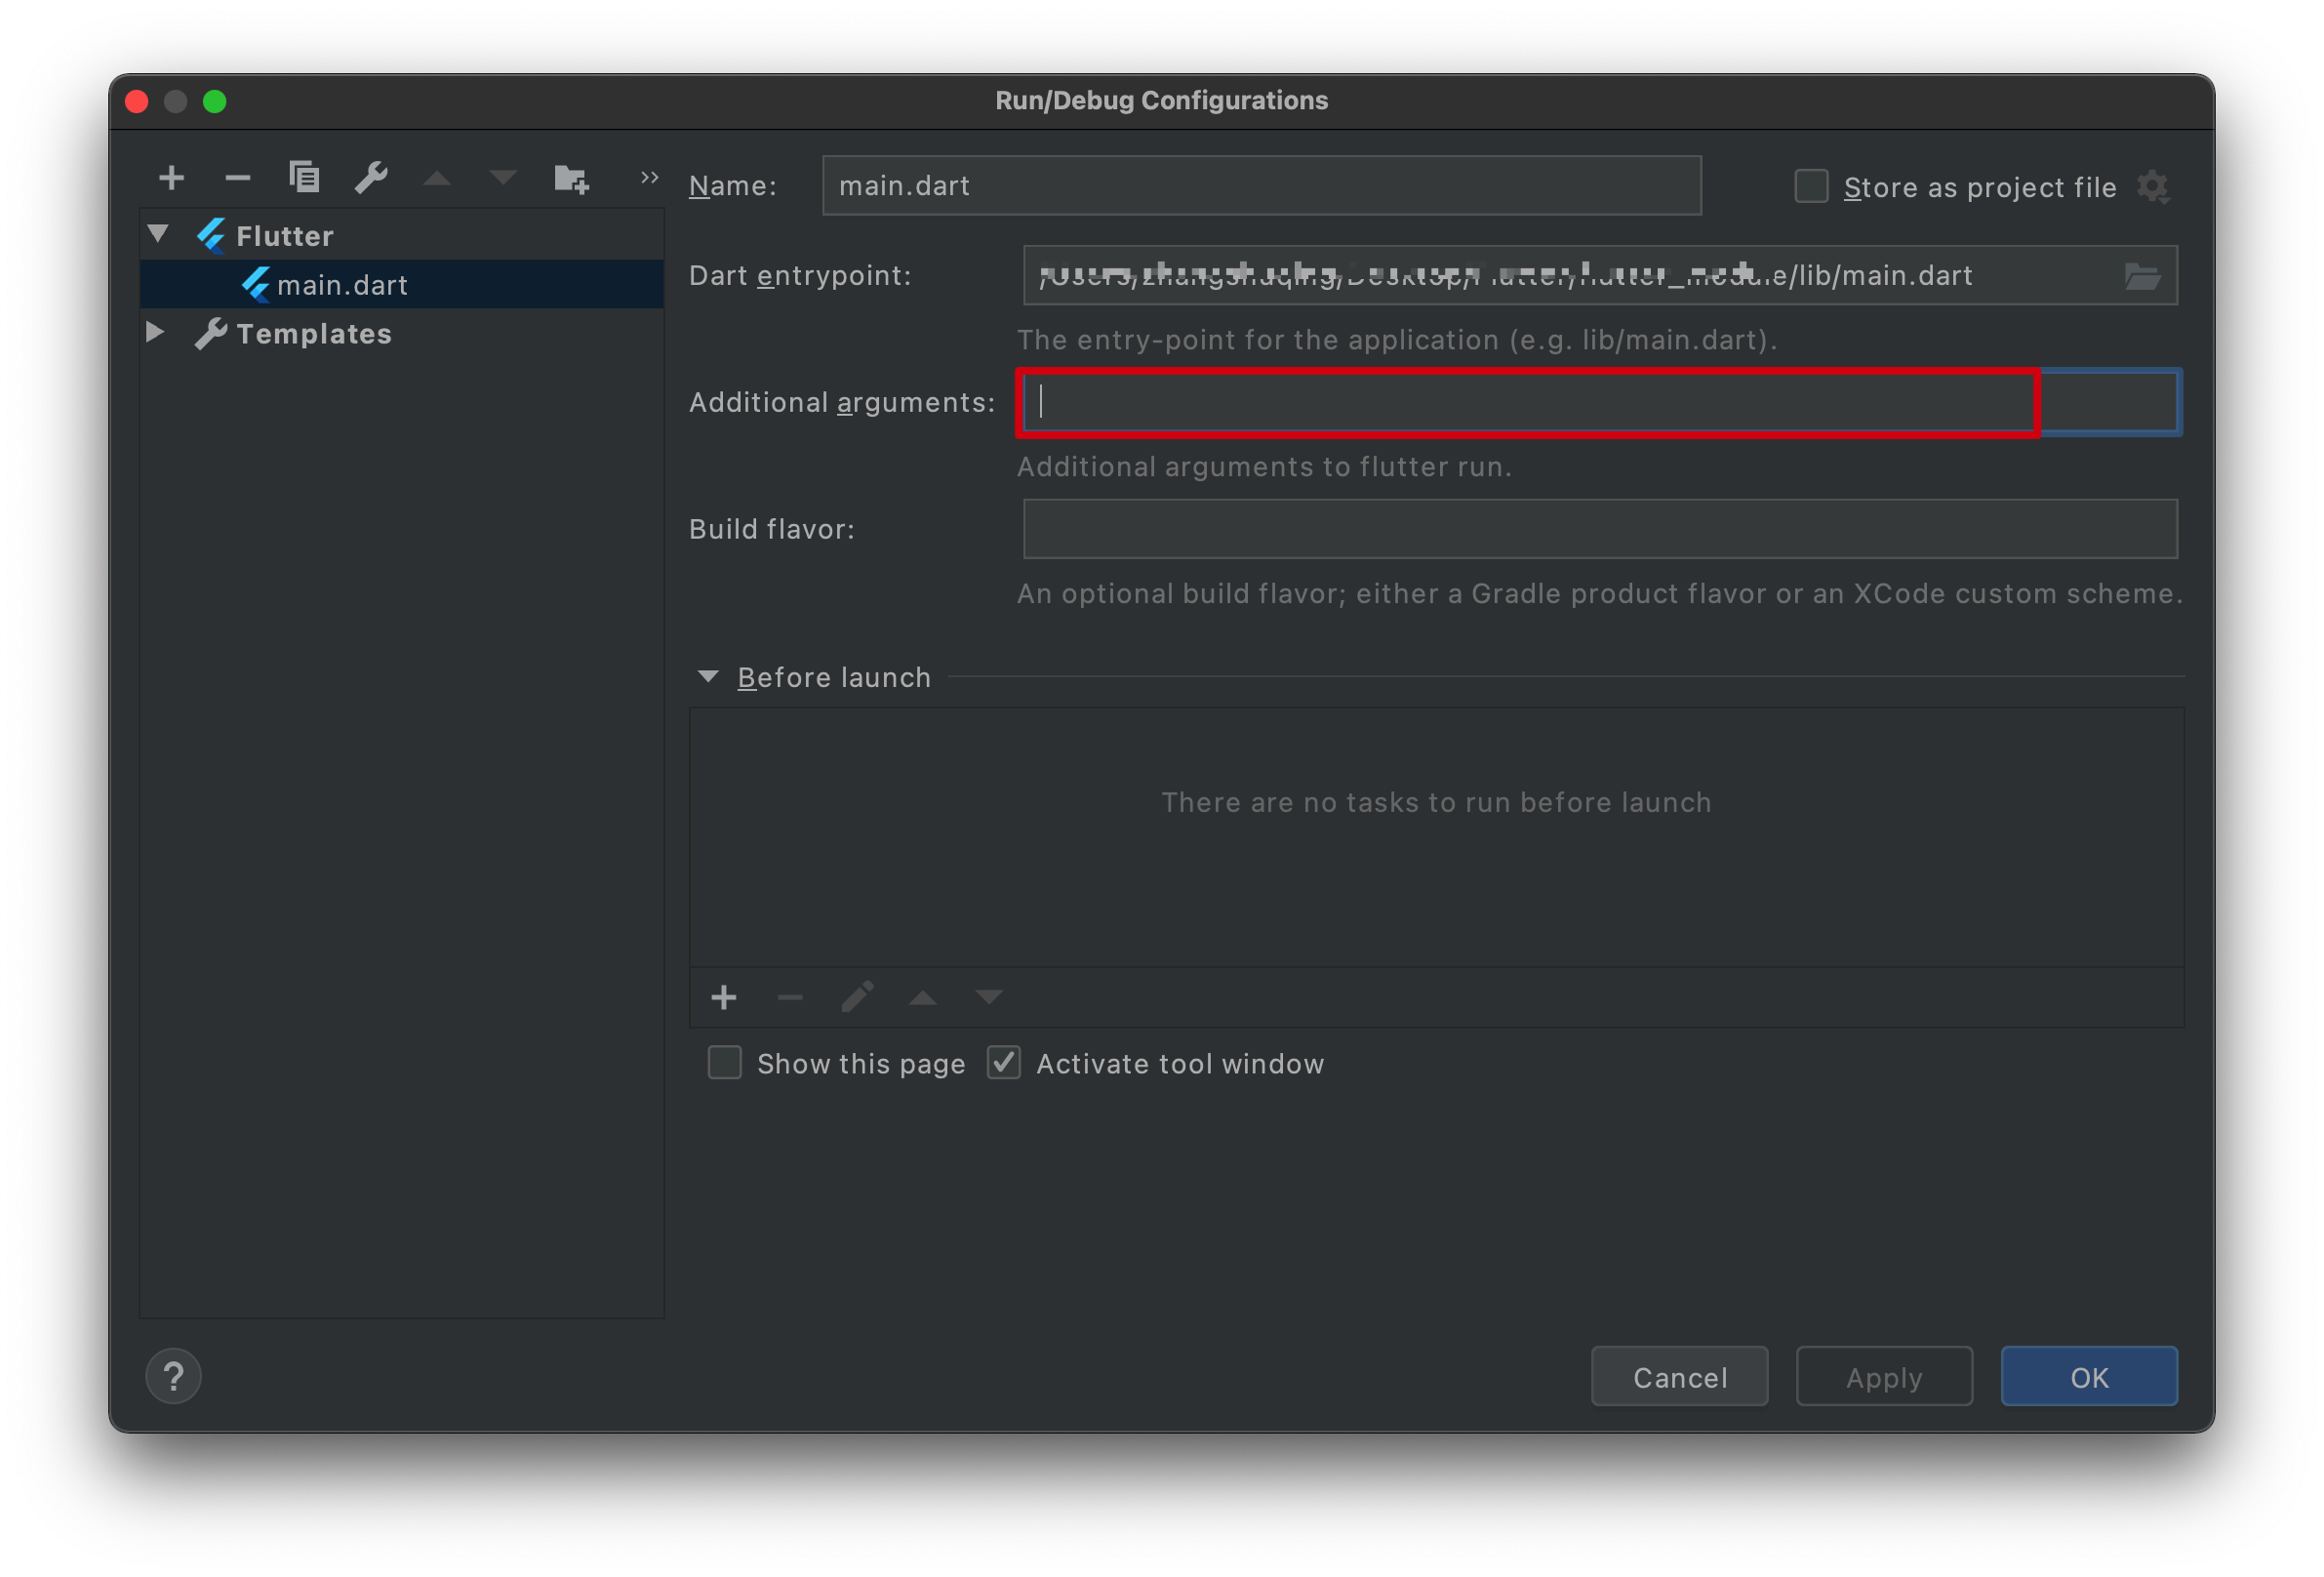 Run/Debug Configurations
Name: main.dart
Store as project file
Flutter
main.dart
Templates
Dart entrypoint: e/lib/main.dart
The entry-point for the application (e.g. lib/main.dart).
Additional arguments:
Additional arguments to flutter run.
Build flavor:
An optional build flavor; either a Gradle product flavor or an XCode custom scheme.
Before launch
There are no tasks to run before launch
Show this page
Activate tool window
?
Cancel
Apply
OK